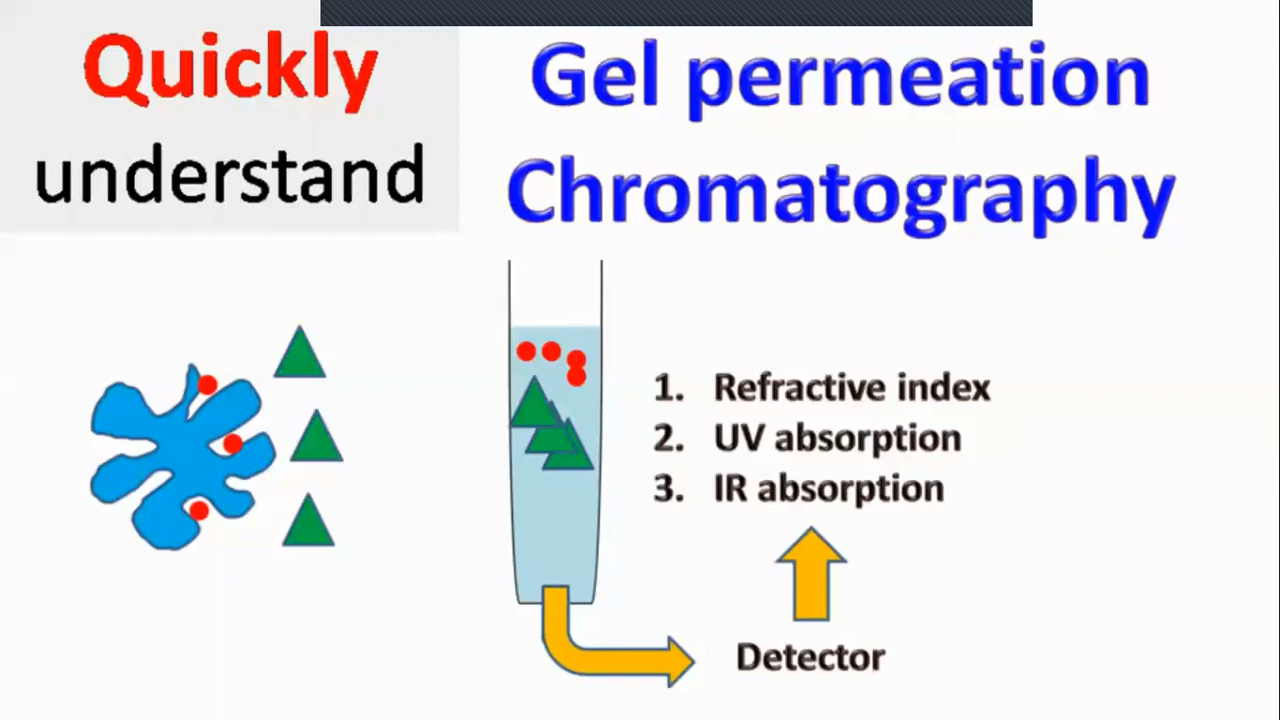 Quickly
understand
Gel permeation
Chromatography
1. Refractive index
2. UV absorption
3. IR absorption
Detector